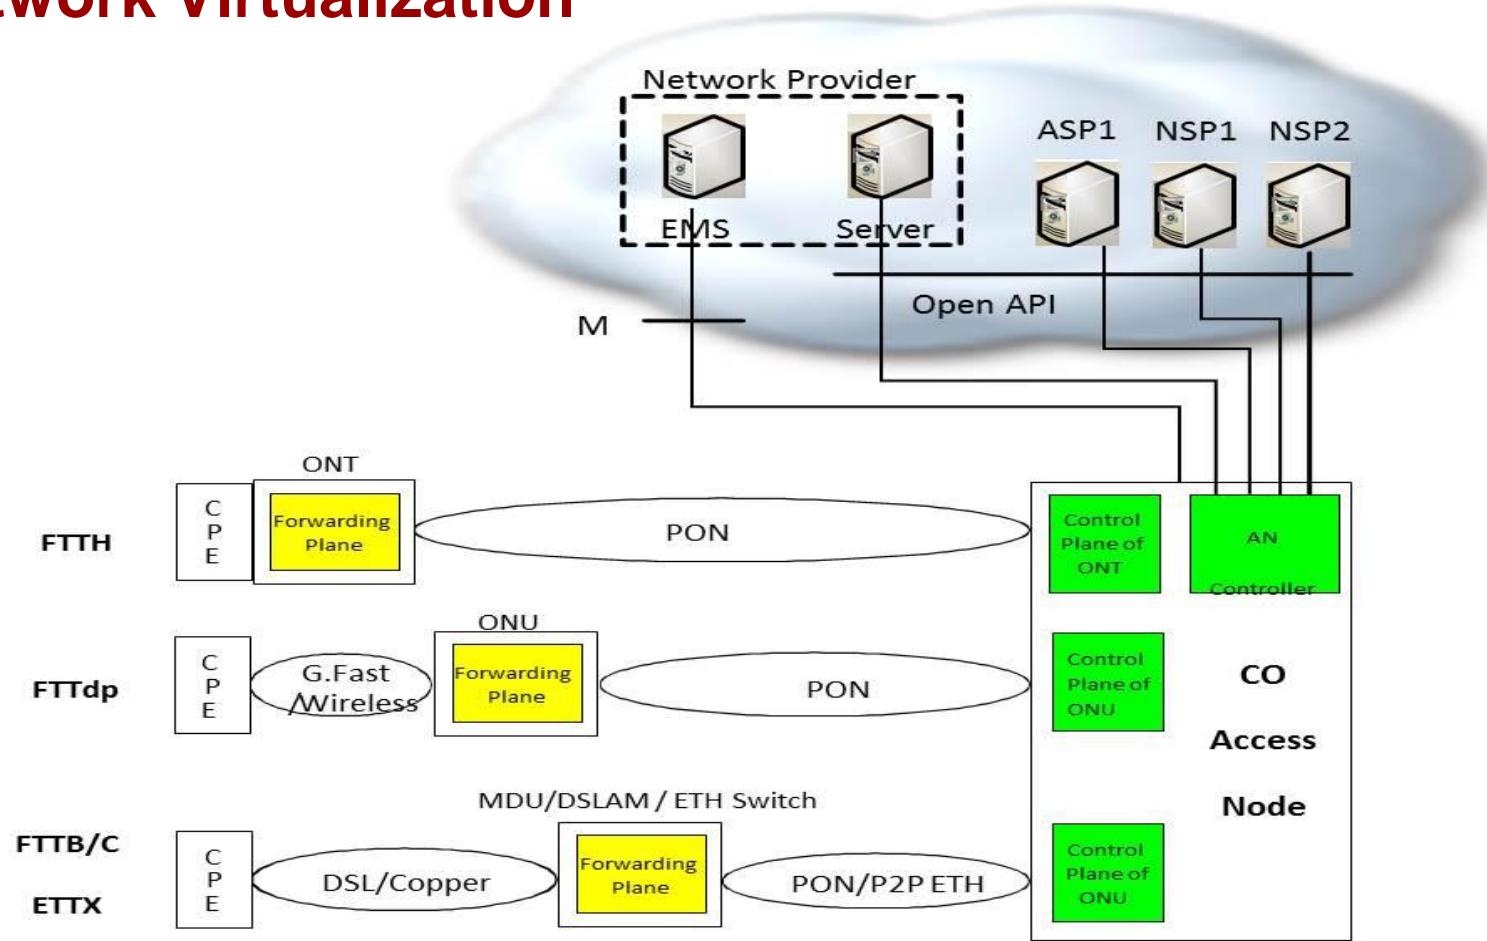 twork Virtualization
Network Provider
ASP1 NSP1 NSP2
EMS Server
Open API
M
ONT
FTTH
C
P
E
Forwarding
Plane
PON
Control
Plane of
ONT
AN
Controller
ONU
FTTdp
C
P
E
G.Fast
/Wireless
Forwarding
Plane
PON
Control
Plane of
ONU
CO
Access
Node
MDU/DSLAM / ETH Switch
FTTB/C
ETTX
C
P
E
DSL/Copper
Forwarding
Plane
PON/P2P ETH
Control
Plane of
ONU